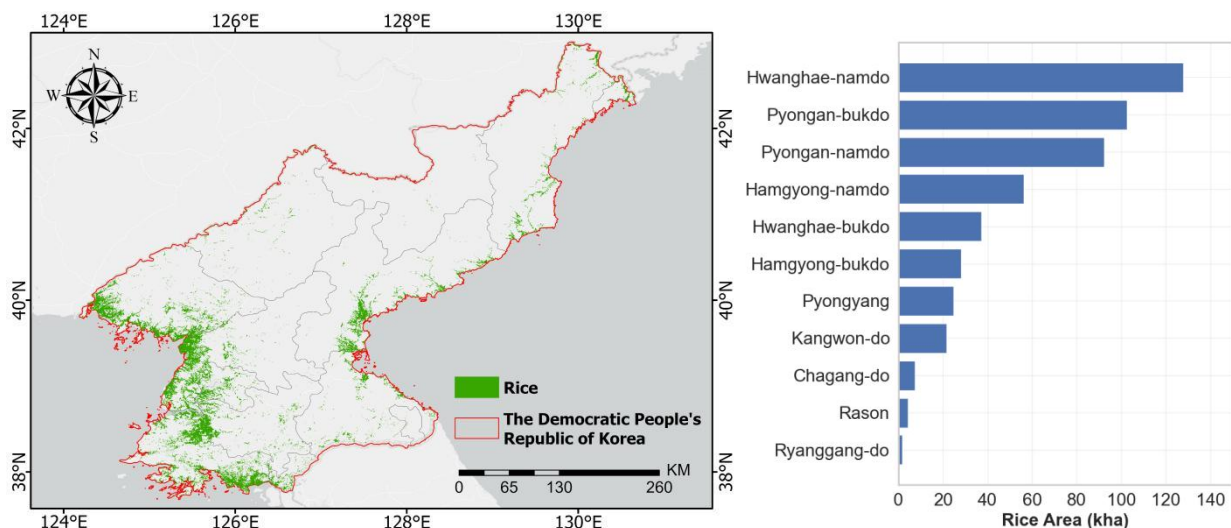 124°E 126°E 128°E 130°E
N
W E
S
42°N 42°N
40°N 40°N
38°N 38°N
Rice
The Democratic People's
Republic of Korea
KM
0 65 130 260
124°E 126°E 128°E 130°E
Hwanghae-namdo
Pyongan-bukdo
Pyongan-namdo
Hamgyong-namdo
Hwanghae-bukdo
Hamgyong-bukdo
Pyongyang
Kangwon-do
Chagang-do
Rason
Ryanggang-do
0 20 40 60 80 100 120 140
Rice Area (kha)